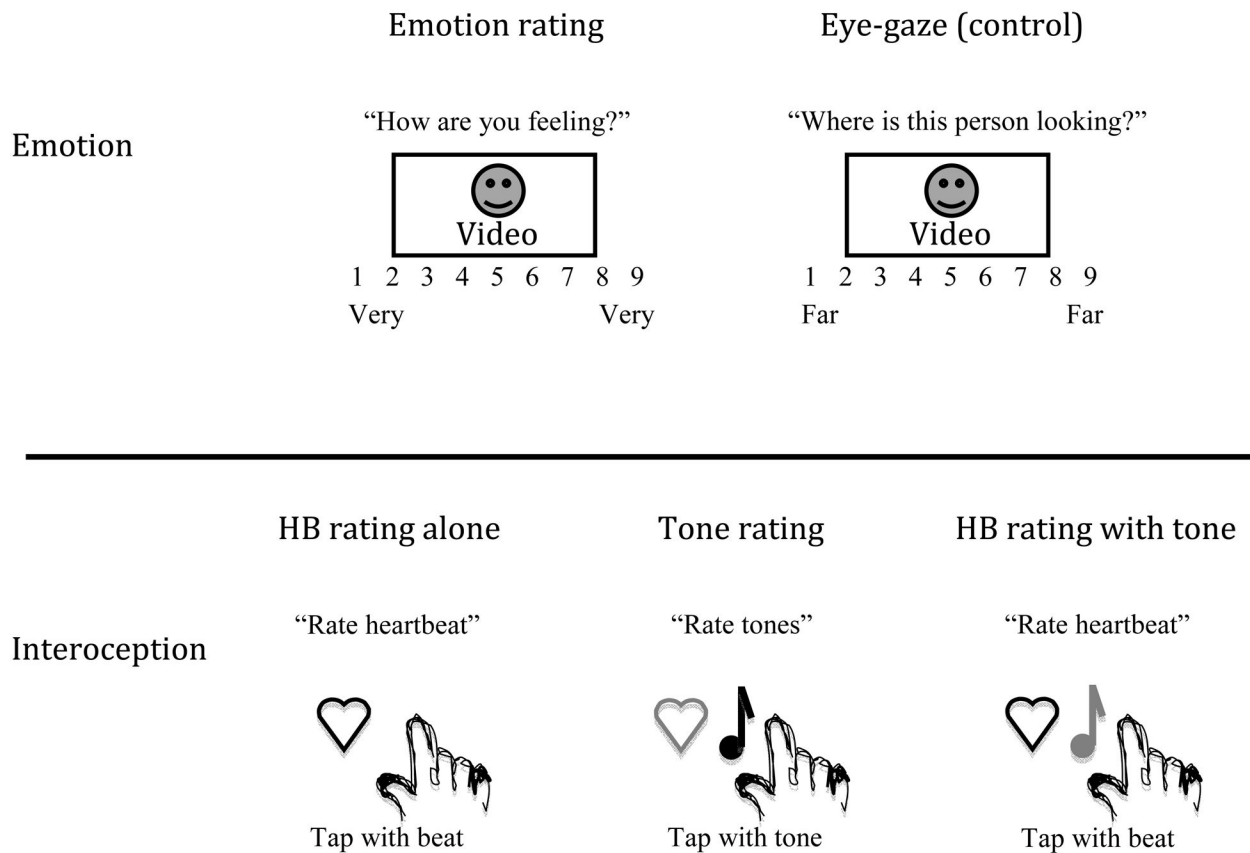 Emotion rating
Eye-gaze (control)
Emotion
“How are you feeling?”
“Where is this person looking?”
Video
Video
1 2 3 4 5 6 7 8 9
1 2 3 4 5 6 7 8 9
Very Very
Far Far
HB rating alone
Tone rating
HB rating with tone
Interoception
“Rate heartbeat”
“Rate tones”
“Rate heartbeat”
Tap with beat
Tap with tone
Tap with beat